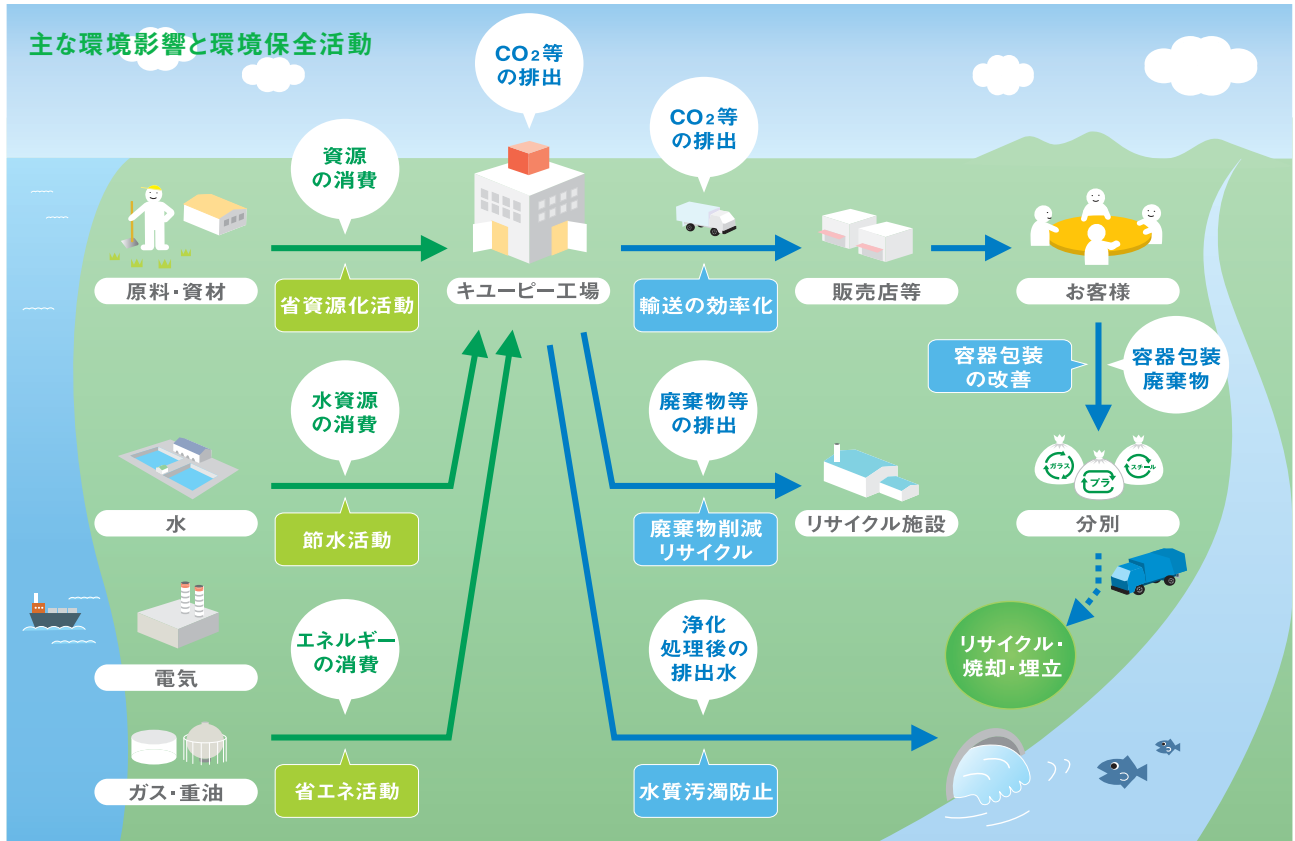 主な環境影響と環境保全活動
CO₂等
の排出
CO₂等
の排出
資源
の消費
原料・資材
省資源化活動
キユーピー工場
輸送の効率化
販売店等
お客様
水資源
の消費
廃棄物等
の排出
容器包装
の改善
容器包装
廃棄物
ガラス
プラ
スチール
水
節水活動
廃棄物削減
リサイクル
リサイクル施設
分別
エネルギー
の消費
浄化
処理後の
排出水
リサイクル・
焼却・埋立
電気
ガス・重油
省エネ活動
水質汚濁防止